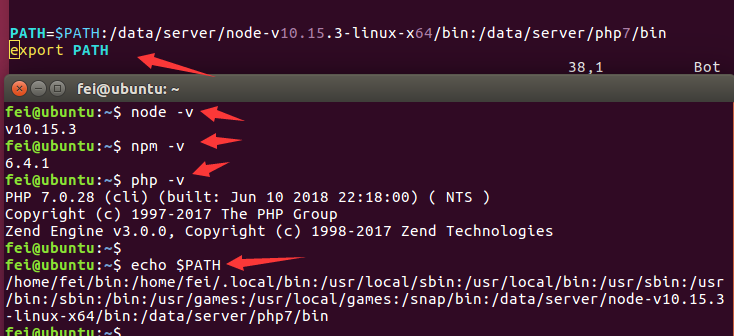 PATH=$PATH:/data/server/node-v10.15.3-linux-x64/bin:/data/server/php7/bin
export PATH
38,1 Bot
fei@ubuntu: ~
fei@ubuntu:~$ node -v
v10.15.3
fei@ubuntu:~$ npm -v
6.4.1
fei@ubuntu:~$ php -v
PHP 7.0.28 (cli) (built: Jun 10 2018 22:18:00) ( NTS )
Copyright (c) 1997-2017 The PHP Group
Zend Engine v3.0.0, Copyright (c) 1998-2017 Zend Technologies
fei@ubuntu:~$
fei@ubuntu:~$ echo $PATH
/home/fei/bin:/home/fei/.local/bin:/usr/local/sbin:/usr/local/bin:/usr/sbin:/usr
/bin:/sbin:/bin:/usr/games:/usr/local/games:/snap/bin:/data/server/node-v10.15.3
-linux-x64/bin:/data/server/php7/bin
fei@ubuntu:~$